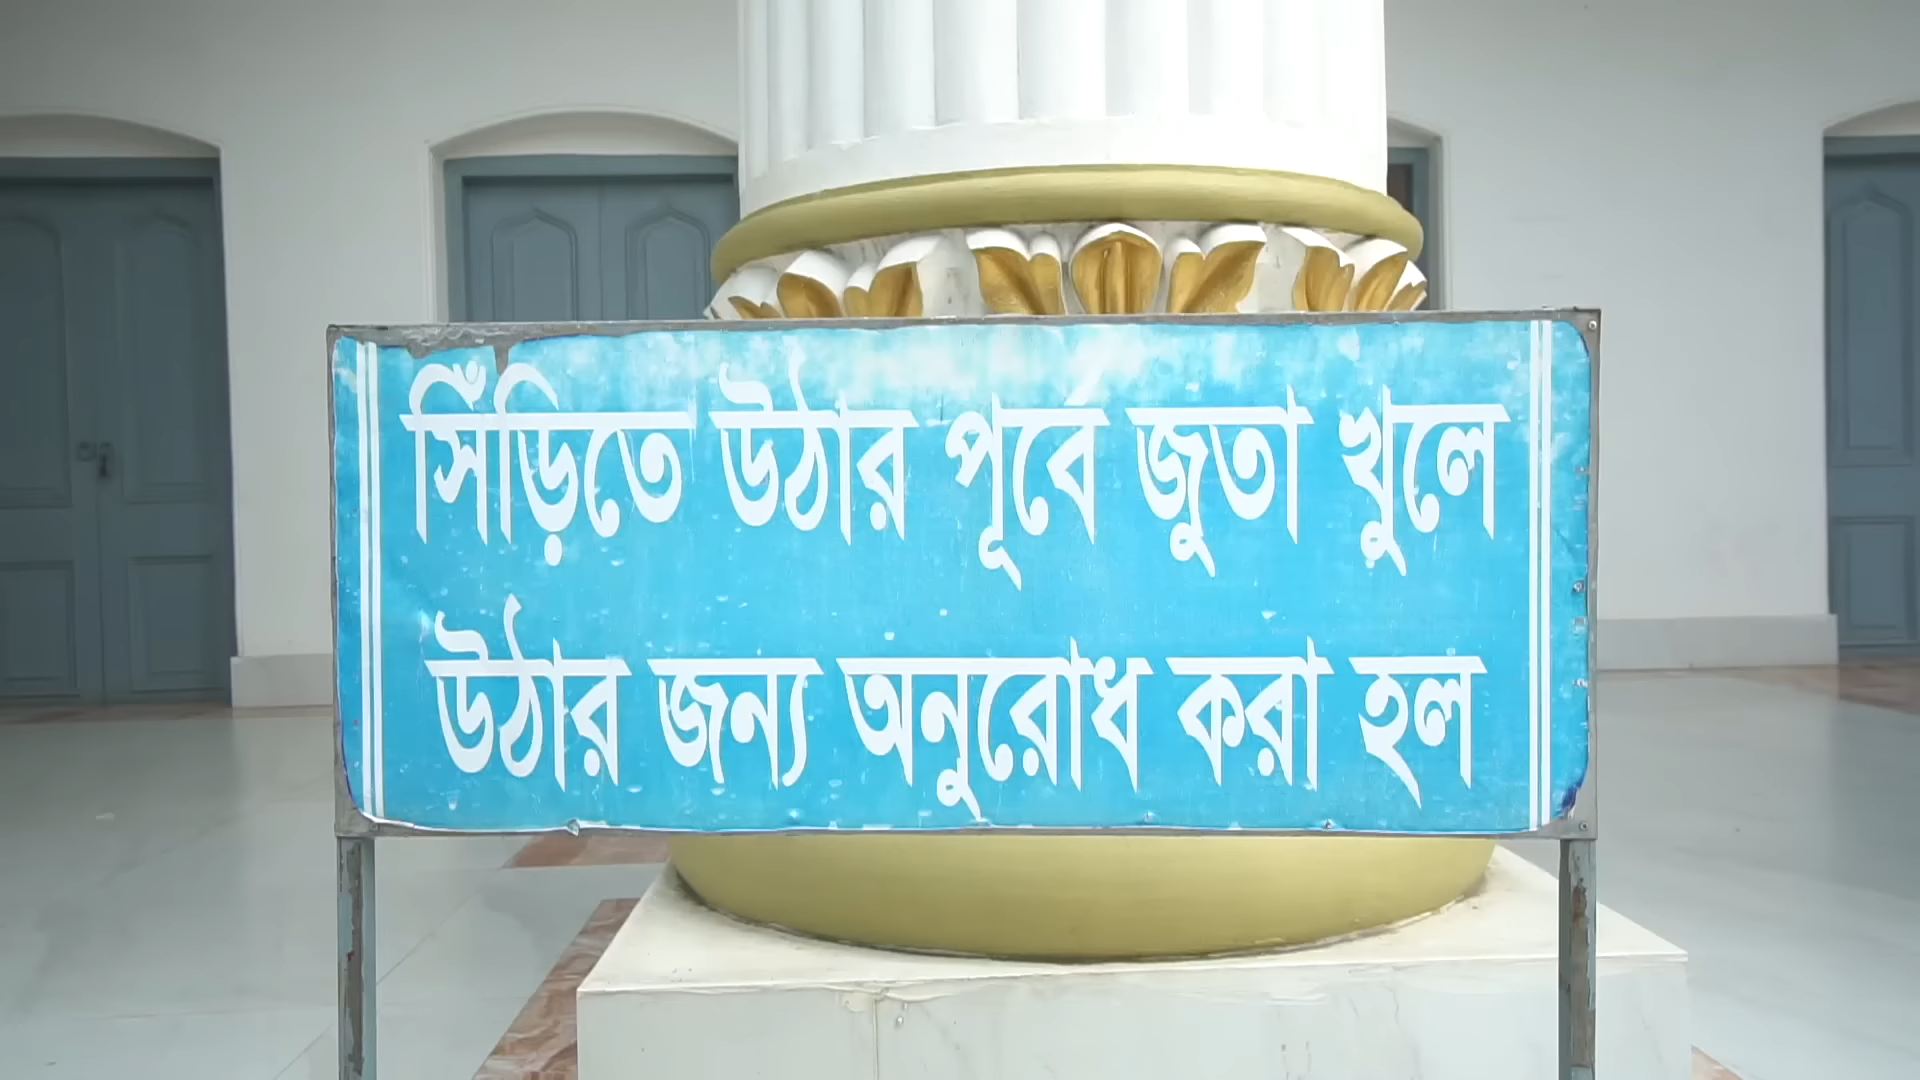 সিঁড়িতে উঠার পূর্বে জুতা খুলে
উঠার জন্য অনুরোধ করা হল